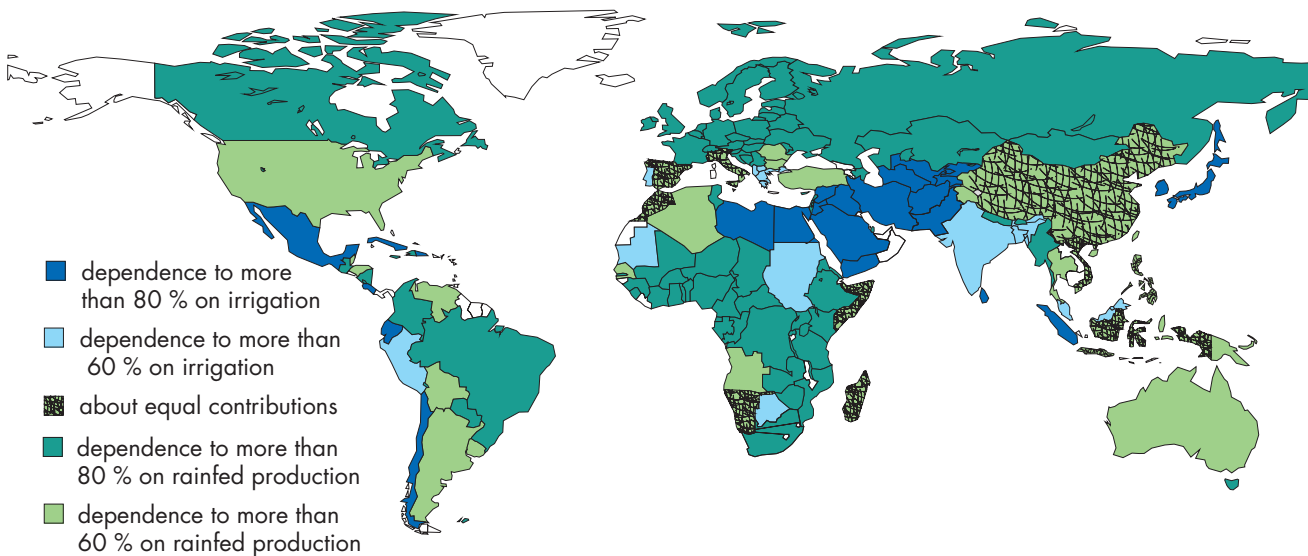 dependence to more
than 80 % on irrigation
dependence to more than
60 % on irrigation
about equal contributions
dependence to more than
80 % on rainfed production
dependence to more than
60 % on rainfed production